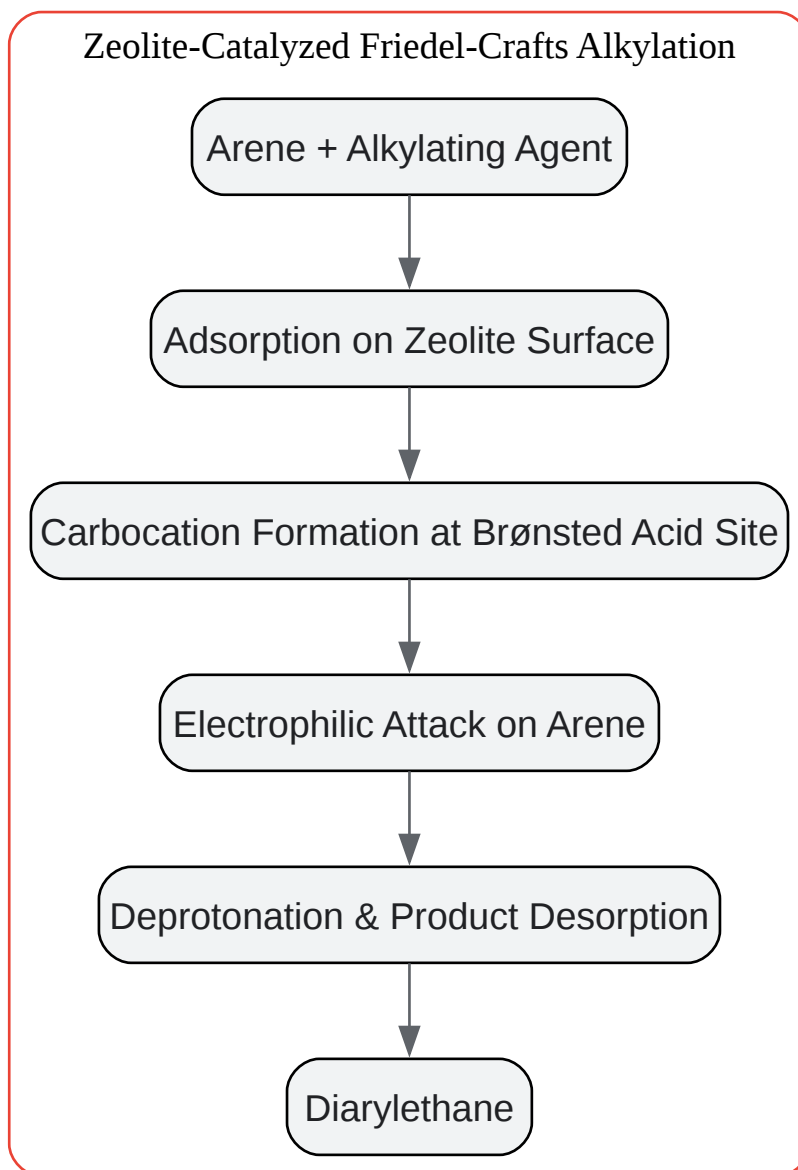 Zeolite-Catalyzed Friedel-Crafts Alkylation
Arene + Alkylating Agent
Adsorption on Zeolite Surface
Carbocation Formation at Brønsted Acid Site
Electrophilic Attack on Arene
Deprotonation & Product Desorption
Diarylethane